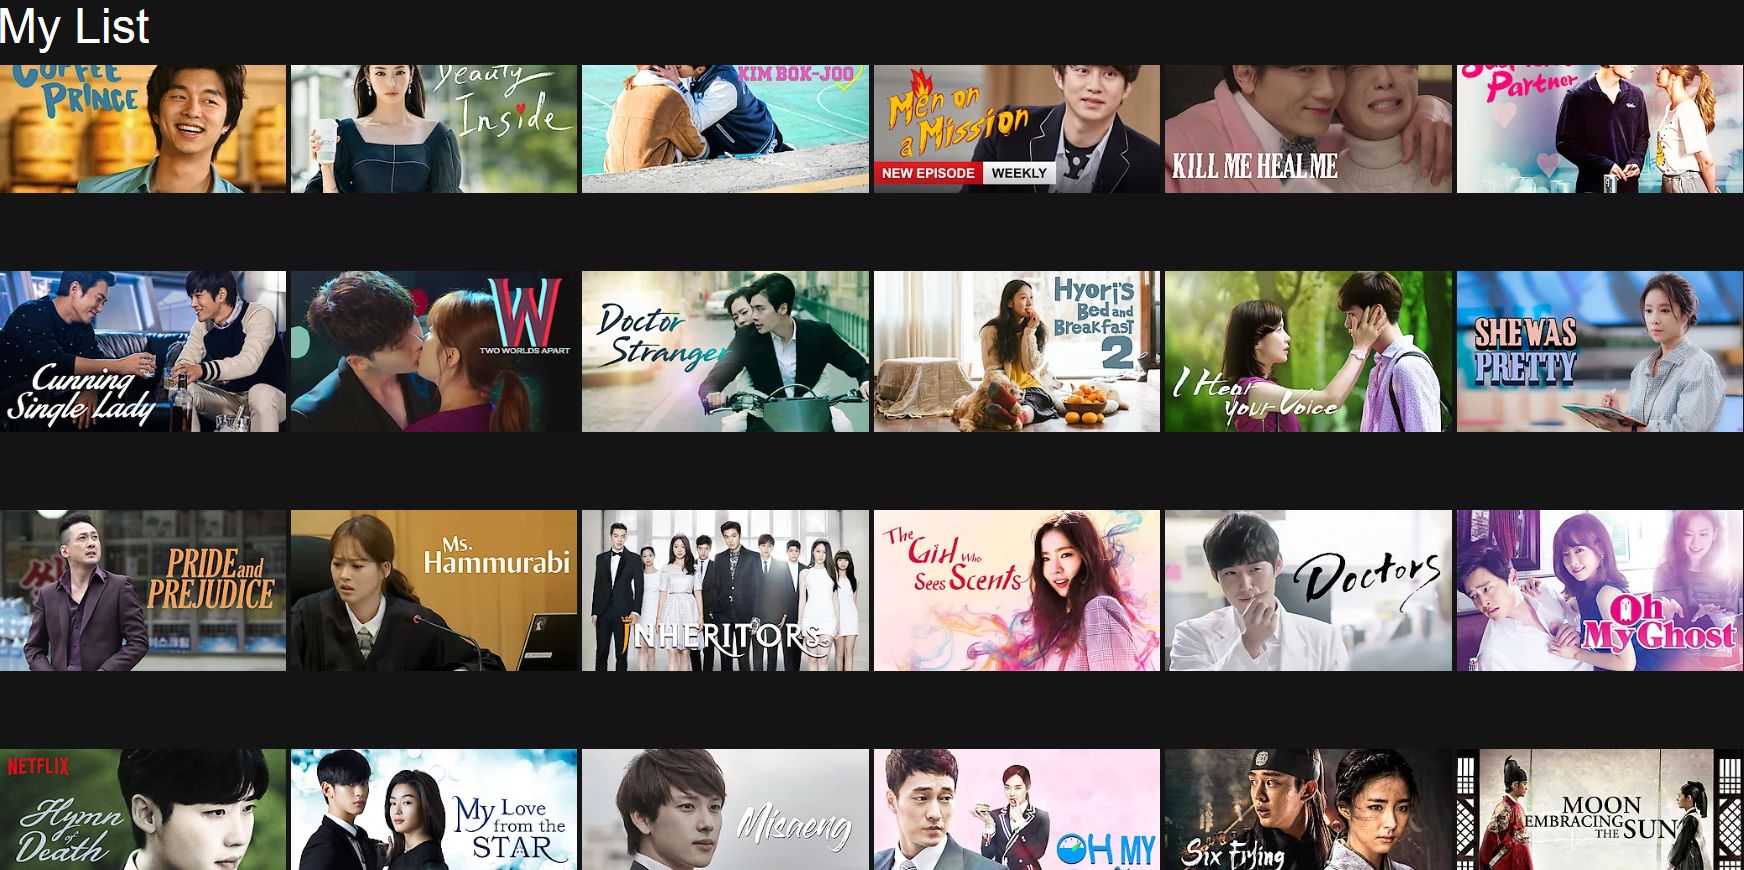 My List
COFFEE
PRINCE
Beauty
Inside
KIM BOK-JOO
Men on
a Mission
NEW EPISODE WEEKLY
KILL ME HEAL ME
Partner
Cunning
Single Lady
W
TWO WORLDS APART
Doctor
Stranger
Hyori's
Bed and
Breakfast
2
I Hear
your Voice
SHE WAS
PRETTY
PRIDE and
PREJUDICE
Ms.
Hammurabi
INHERITORS
The
Girl Who
Sees Scents
Doctors
Oh
My Ghost
NETFLIX
Hymn
of
Death
My Love
from the
STAR
Misaeng
OH MY
Six Flying
MOON
EMBRACING
THE SUN